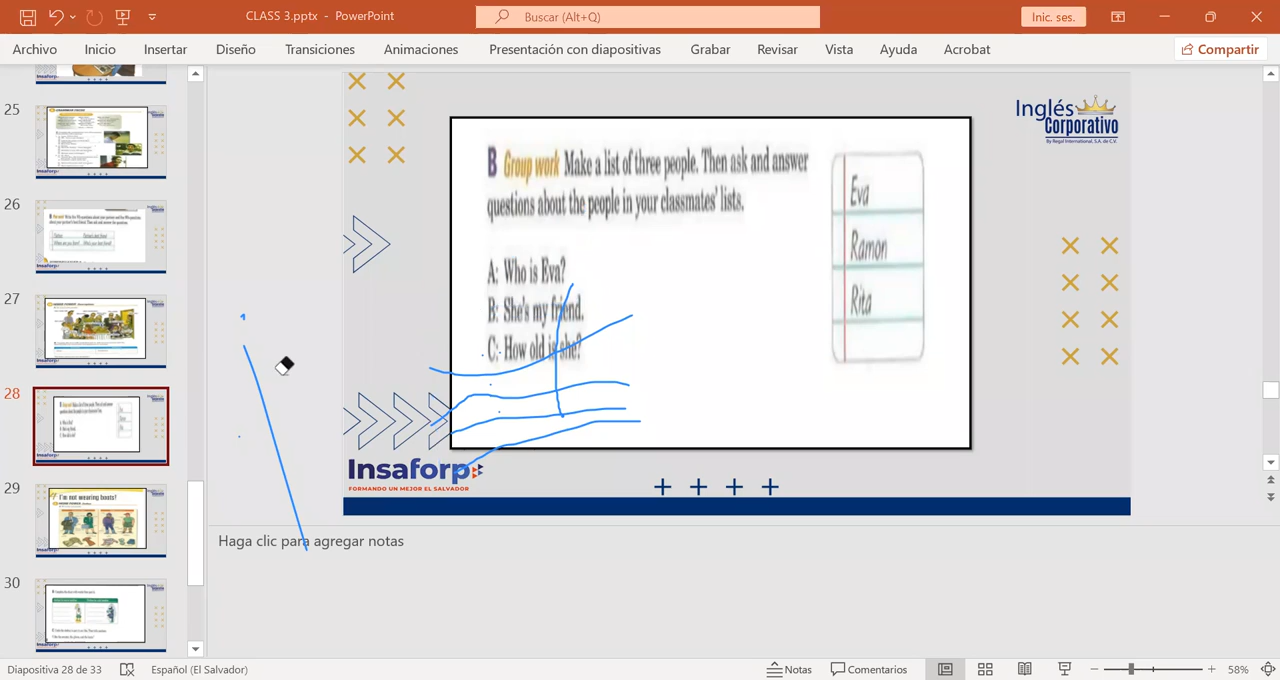 CLASS 3.pptx - PowerPoint
Buscar (Alt+Q)
Inic. ses.
Archivo Inicio Insertar Diseño Transiciones Animaciones Presentación con diapositivas Grabar Revisar Vista Ayuda Acrobat
Compartir
25
26
27
28
29
I'm not wearing boots!
30
Inglés
Corporativo
By Regal International, S.A. de C.V.
B Group work Make a list of three people. Then ask and answer
questions about the people in your classmates' lists.
A: Who is Eva?
B: She's my friend.
C: How old is she?
Eva
Ramon
Rita
Insaforp
FORMANDO UN MEJOR EL SALVADOR
Haga clic para agregar notas
Diapositiva 28 de 33
Español (El Salvador)
Notas
Comentarios
58%